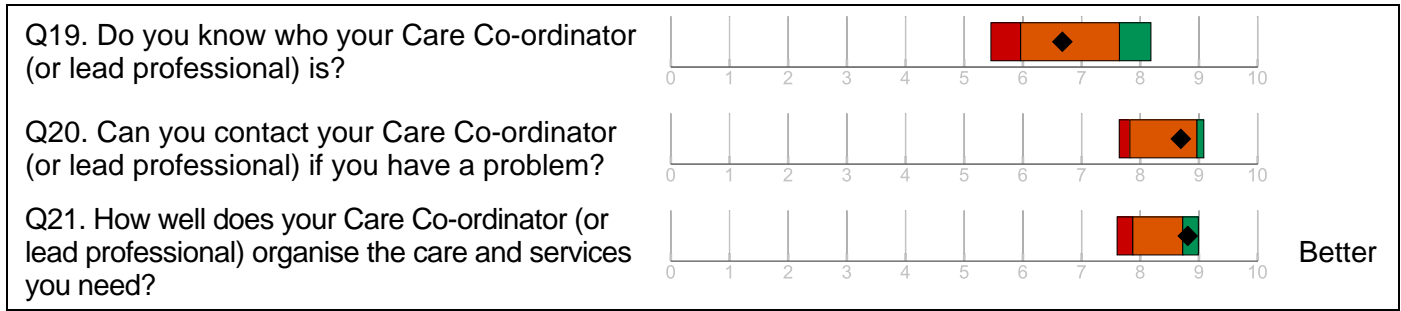 Q19. Do you know who your Care Co-ordinator
(or lead professional) is?
0 1 2 3 4 5 6 7 8 9 10
Q20. Can you contact your Care Co-ordinator
(or lead professional) if you have a problem?
0 1 2 3 4 5 6 7 8 9 10
Q21. How well does your Care Co-ordinator (or
lead professional) organise the care and services
you need?
0 1 2 3 4 5 6 7 8 9 10
Better